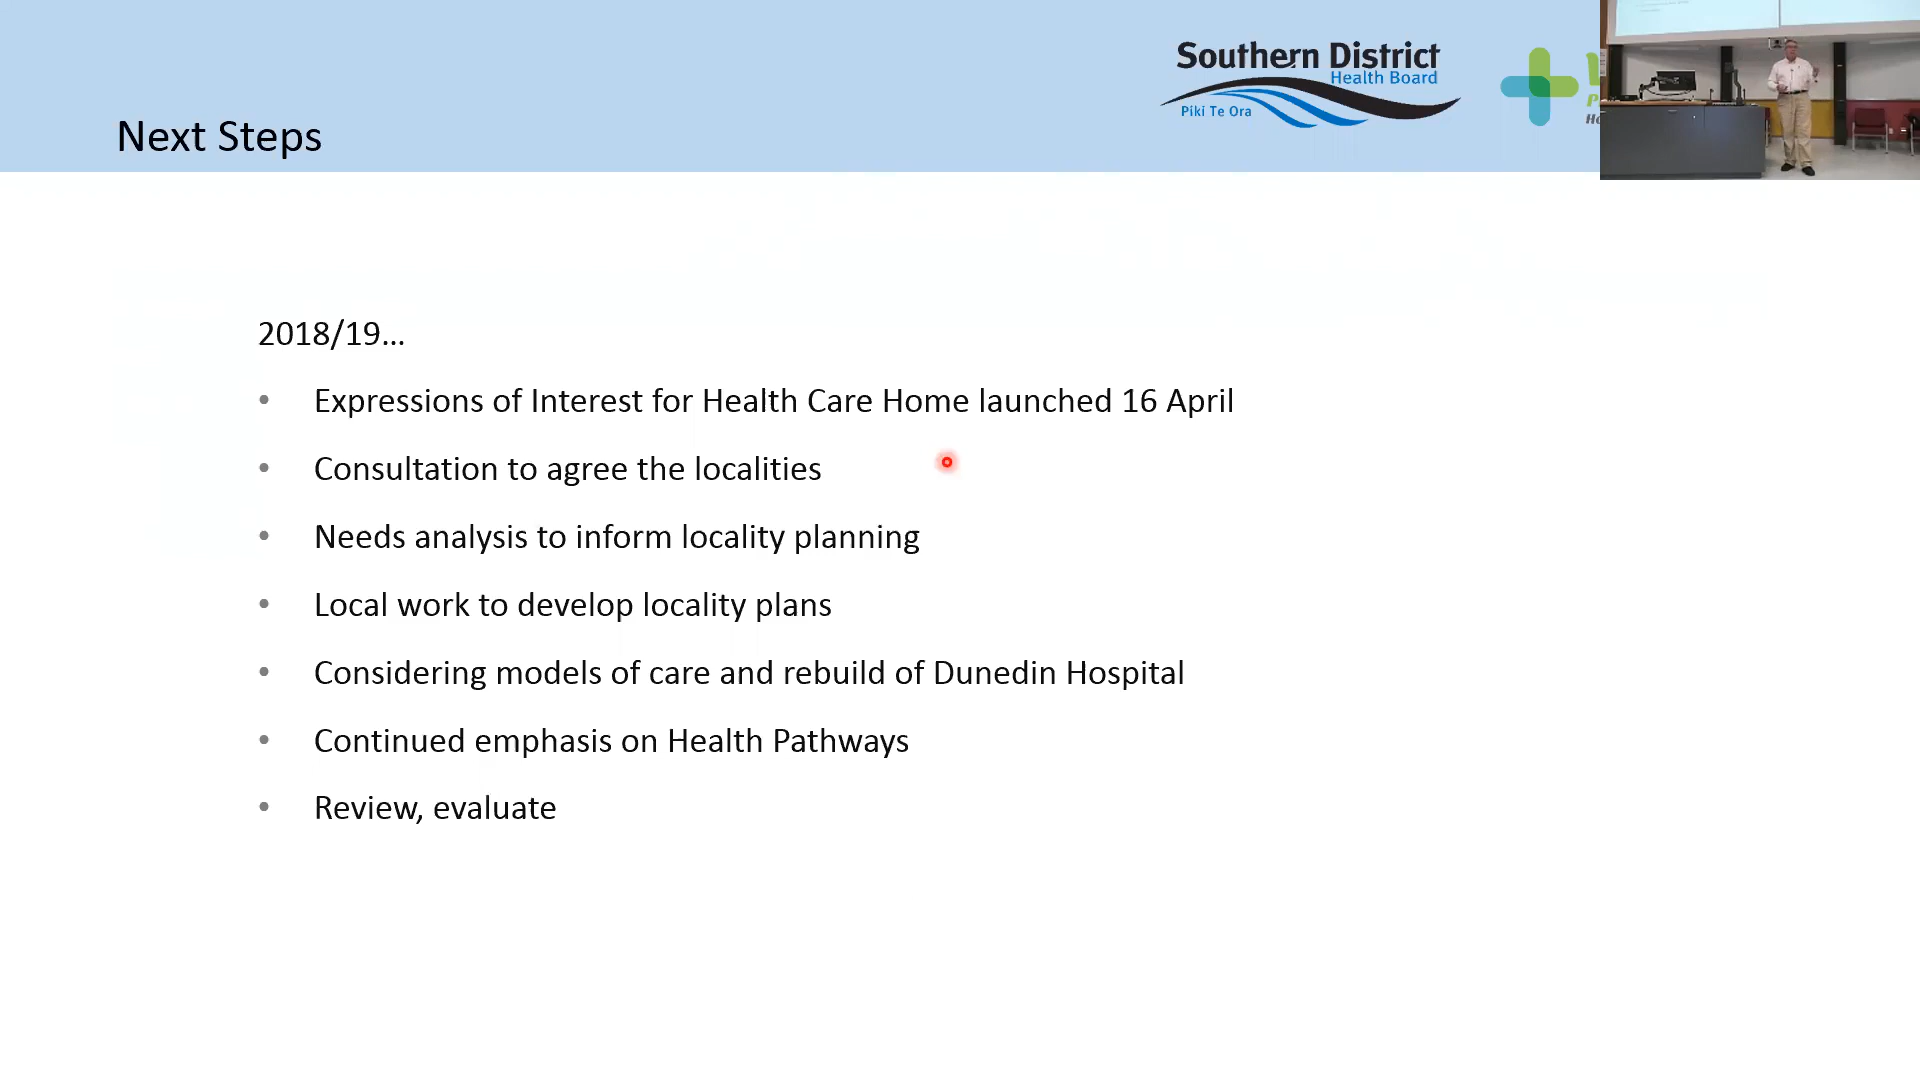 Southern District
Health Board
Piki Te Ora
Next Steps
2018/19...
• Expressions of Interest for Health Care Home launched 16 April
• Consultation to agree the localities
• Needs analysis to inform locality planning
• Local work to develop locality plans
• Considering models of care and rebuild of Dunedin Hospital
• Continued emphasis on Health Pathways
• Review, evaluate